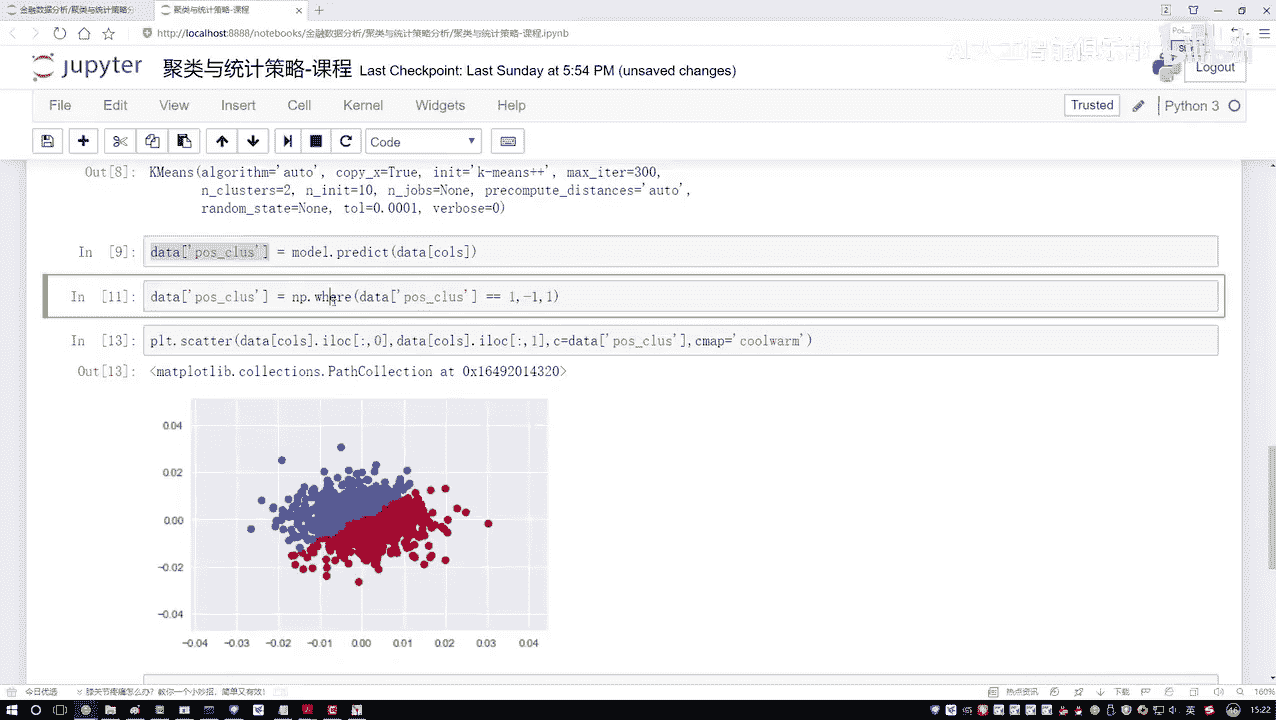 金融数据分析/聚类与统计策略分
聚类与统计策略-课程
http://localhost:8888/notebooks/金融数据分析/聚类与统计策略分析/聚类与统计策略-课程.ipynb
jupyter 聚类与统计策略-课程 Last Checkpoint: Last Sunday 5:54 PM (unsaved changes)
Logout
File Edit View Insert Cell Kernel Widgets Help
Trusted Python 3
Code
Out[8]: KMeans(algorithm='auto', copy_x=True, init='k-means++', max_iter=300,
n_clusters=2, n_init=10, n_jobs=None, precompute_distances='auto',
random_state=None, tol=0.0001, verbose=0)
In [9]: data['pos_clus'] = model.predict(data[cols])
In [11]: data['pos_clus'] = np.where(data['pos_clus'] == 1,-1,1)
In [13]: plt.scatter(data[cols].iloc[:,0],data[cols].iloc[:,1],c=data['pos_clus'],cmap='coolwarm')
Out[13]: <matplotlib.collections.PathCollection at 0x16492014320>
0.04
0.02
0.00
-0.02
-0.04
-0.04 -0.03 -0.02 -0.01 0.00 0.01 0.02 0.03 0.04
今日优选 膝关节疼痛怎么办？教你一个小妙招，简单又有效！
热点资讯 下载 160%
英 15:22